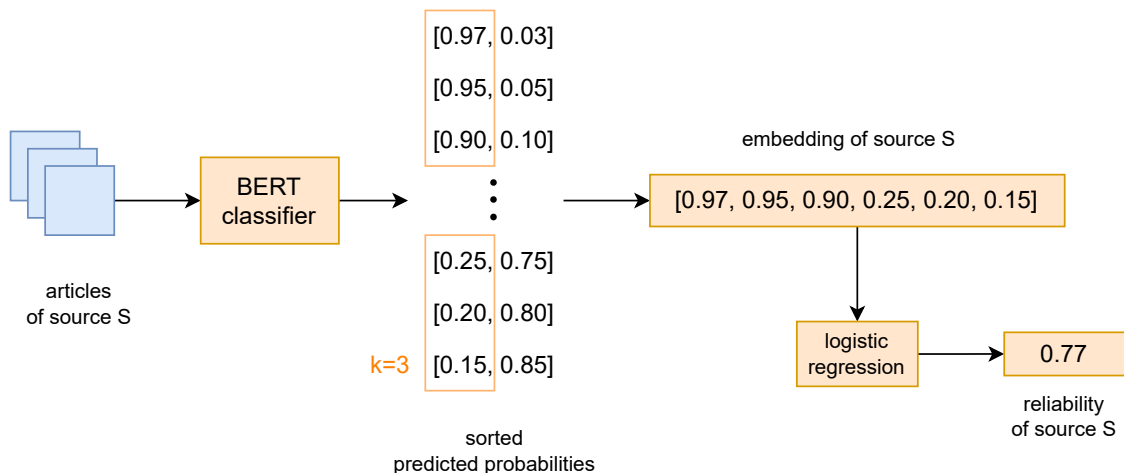 articles
of source S
BERT
classifier
[0.97, 0.03]
[0.95, 0.05]
[0.90, 0.10]
[0.25, 0.75]
[0.20, 0.80]
k=3
[0.15, 0.85]
sorted
predicted probabilities
embedding of source S
[0.97, 0.95, 0.90, 0.25, 0.20, 0.15]
logistic
regression
0.77
reliability
of source S